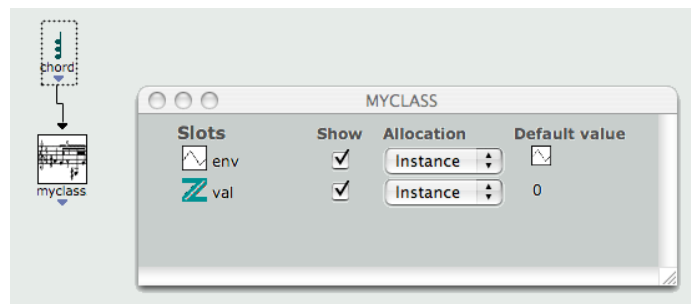 chord
myclass
MYCLASS
Slots Show Allocation Default value
env Instance
val Instance 0